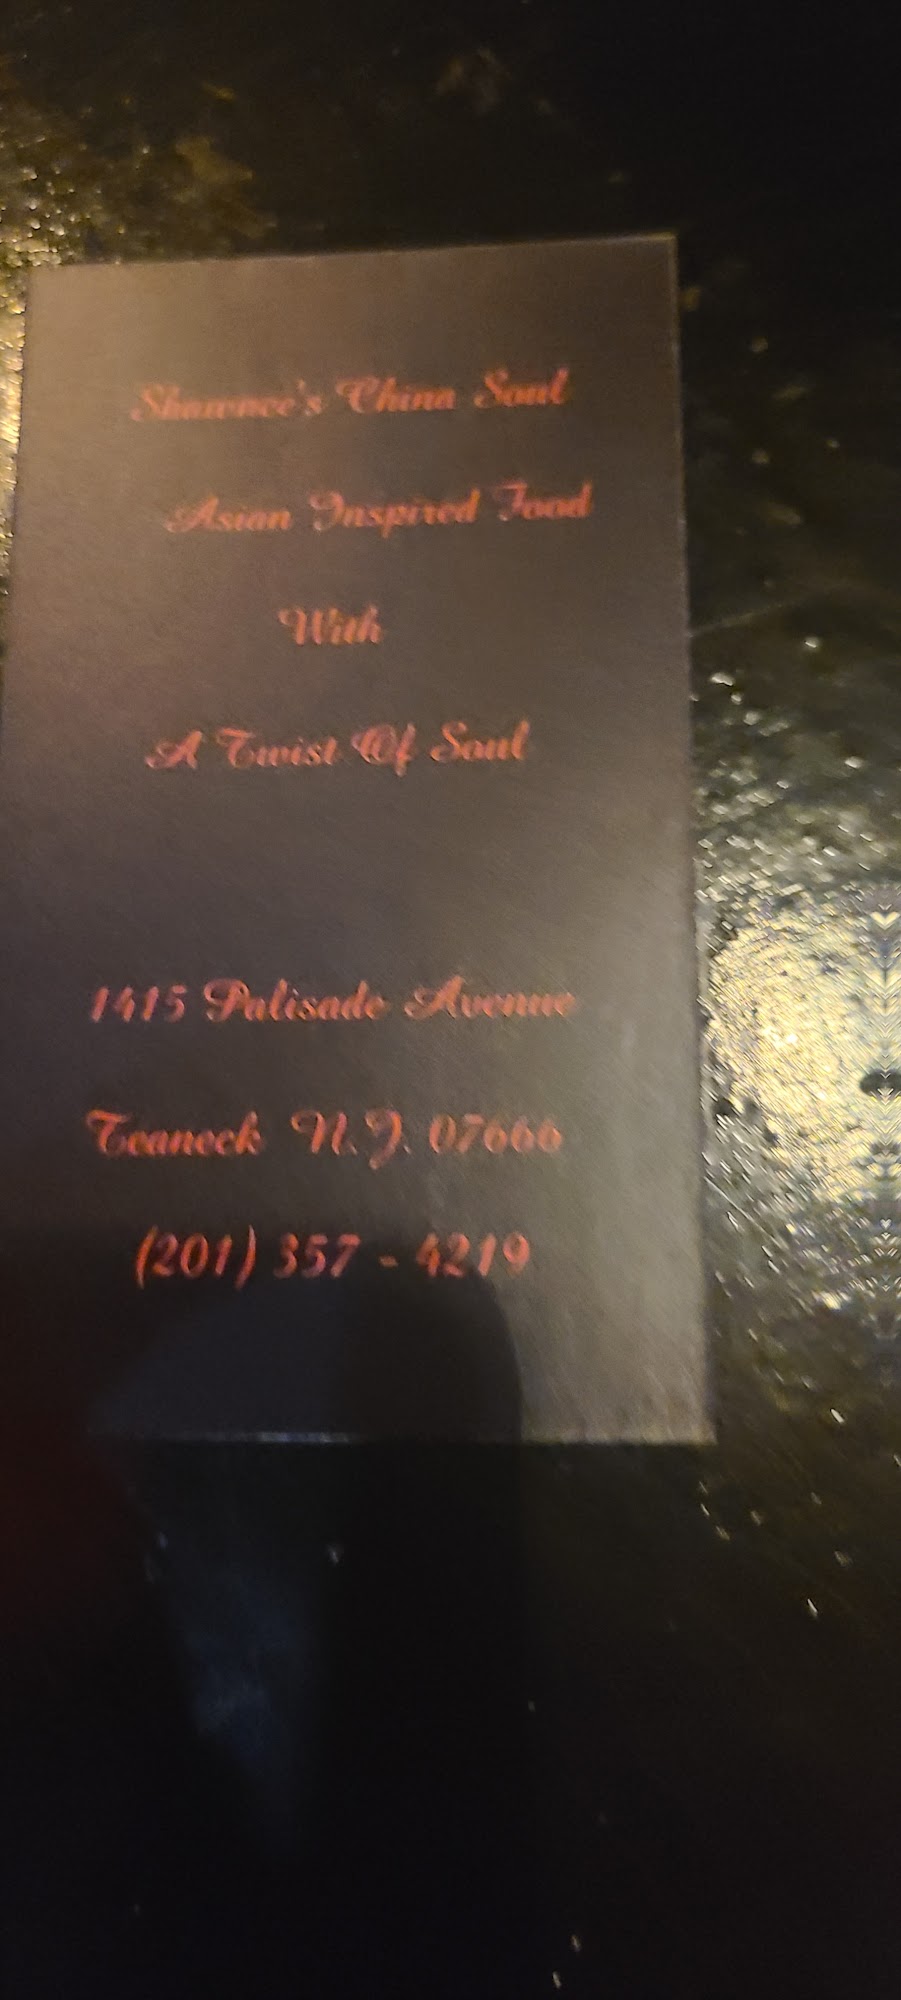 Shawnee's China Soul
Asian Inspired Food
With
A Twist Of Soul
1415 Palisade Avenue
Teaneck N.J. 07666
(201) 357 - 4219